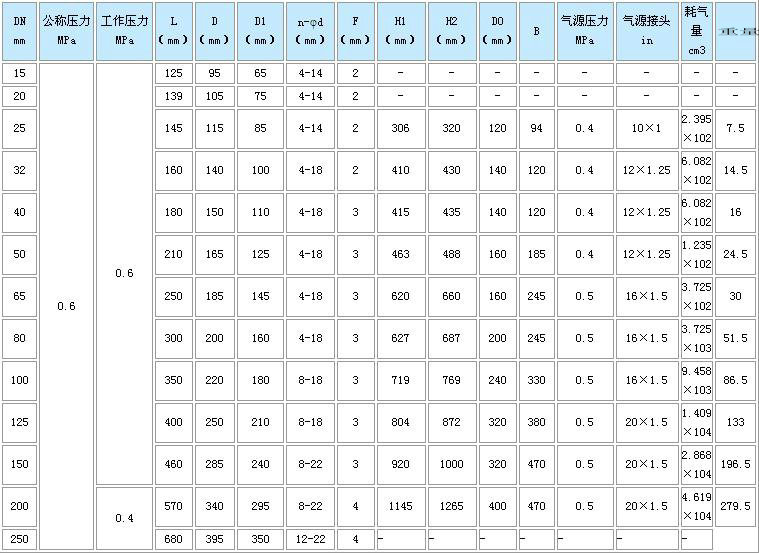 DN mm 公称压力 MPa 工作压力 MPa L (mm) D (mm) D1 (mm) n-φd (mm) F (mm) H1 (mm) H2 (mm) D0 (mm) B 气源压力 MPa 气源接头 in 耗气量 cm3 重量
15 0.6 0.6 125 95 65 4-14 2 - - - - - - - -
20 139 105 75 4-14 2 - - - - - - - -
25 145 115 85 4-14 2 306 320 120 94 0.4 10×1 2.395×102 7.5
32 160 140 100 4-18 2 410 430 140 120 0.4 12×1.25 6.082×102 14.5
40 180 150 110 4-18 3 415 435 140 120 0.4 12×1.25 6.082×102 16
50 210 165 125 4-18 3 463 488 160 185 0.4 12×1.25 1.235×102 24.5
65 250 185 145 4-18 3 620 660 160 245 0.5 16×1.5 3.725×102 30
80 300 200 160 4-18 3 627 687 200 245 0.5 16×1.5 3.725×103 51.5
100 350 220 180 8-18 3 719 769 240 330 0.5 16×1.5 9.458×103 86.5
125 400 250 210 8-18 3 804 872 320 380 0.5 20×1.5 1.409×104 133
150 460 285 240 8-22 3 920 1000 320 470 0.5 20×1.5 2.868×104 196.5
200 0.4 570 340 295 8-22 4 1145 1265 400 470 0.5 20×1.5 4.619×104 279.5
250 680 395 350 12-22 4 - - - - - - -